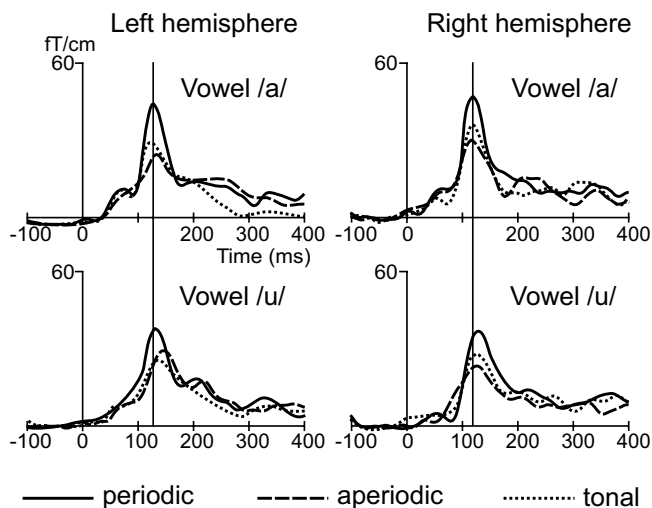 Left hemisphere Right hemisphere
fT/cm
60 60
Vowel /a/ Vowel /a/
-100 0 100 200 300 400 -100 0 100 200 300 400
Time (ms)
60 60
Vowel /u/ Vowel /u/
-100 0 100 200 300 400 -100 0 100 200 300 400
periodic aperiodic tonal